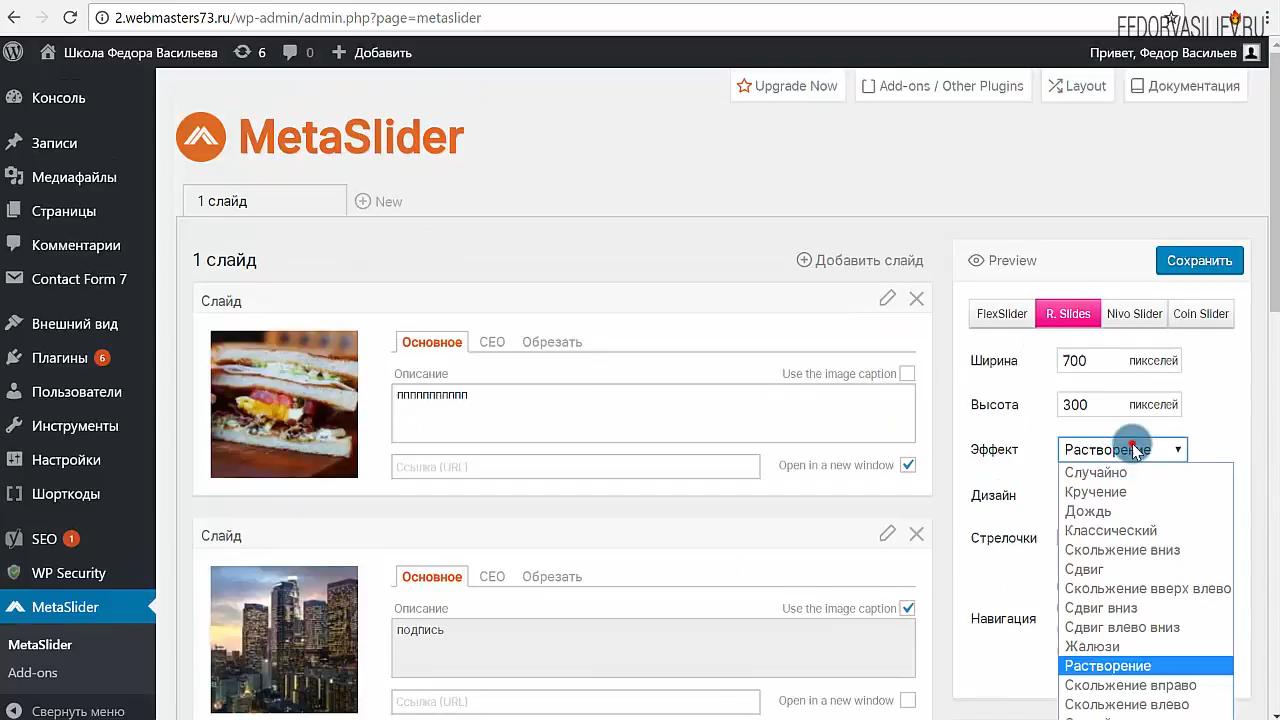 2.webmasters73.ru/wp-admin/admin.php?page=metaslider
FEDORVASILIEV.RU
Школа Федора Васильева
6
0
Добавить
Привет, Федор Васильев
Консоль
Записи
Медиафайлы
Страницы
Комментарии
Contact Form 7
Внешний вид
Плагины 6
Пользователи
Инструменты
Настройки
Шорткоды
SEO 1
WP Security
MetaSlider
MetaSlider
Add-ons
Свернуть меню
Upgrade Now
Add-ons / Other Plugins
Layout
Документация
MetaSlider
1 слайд
New
1 слайд
Добавить слайд
Слайд
Основное
СЕО
Обрезать
Описание
Use the image caption
ппппппппппп
Ссылка (URL)
Open in a new window
Слайд
Основное
СЕО
Обрезать
Описание
Use the image caption
подпись
Ссылка (URL)
Open in a new window
Preview
Сохранить
FlexSlider
R. Slides
Nivo Slider
Coin Slider
Ширина
700
пикселей
Высота
300
пикселей
Эффект
Растворение
Дизайн
Стрелочки
Навигация
Случайно
Кручение
Дождь
Классический
Скольжение вниз
Сдвиг
Скольжение вверх влево
Сдвиг вниз
Сдвиг влево вниз
Жалюзи
Растворение
Скольжение вправо
Скольжение влево